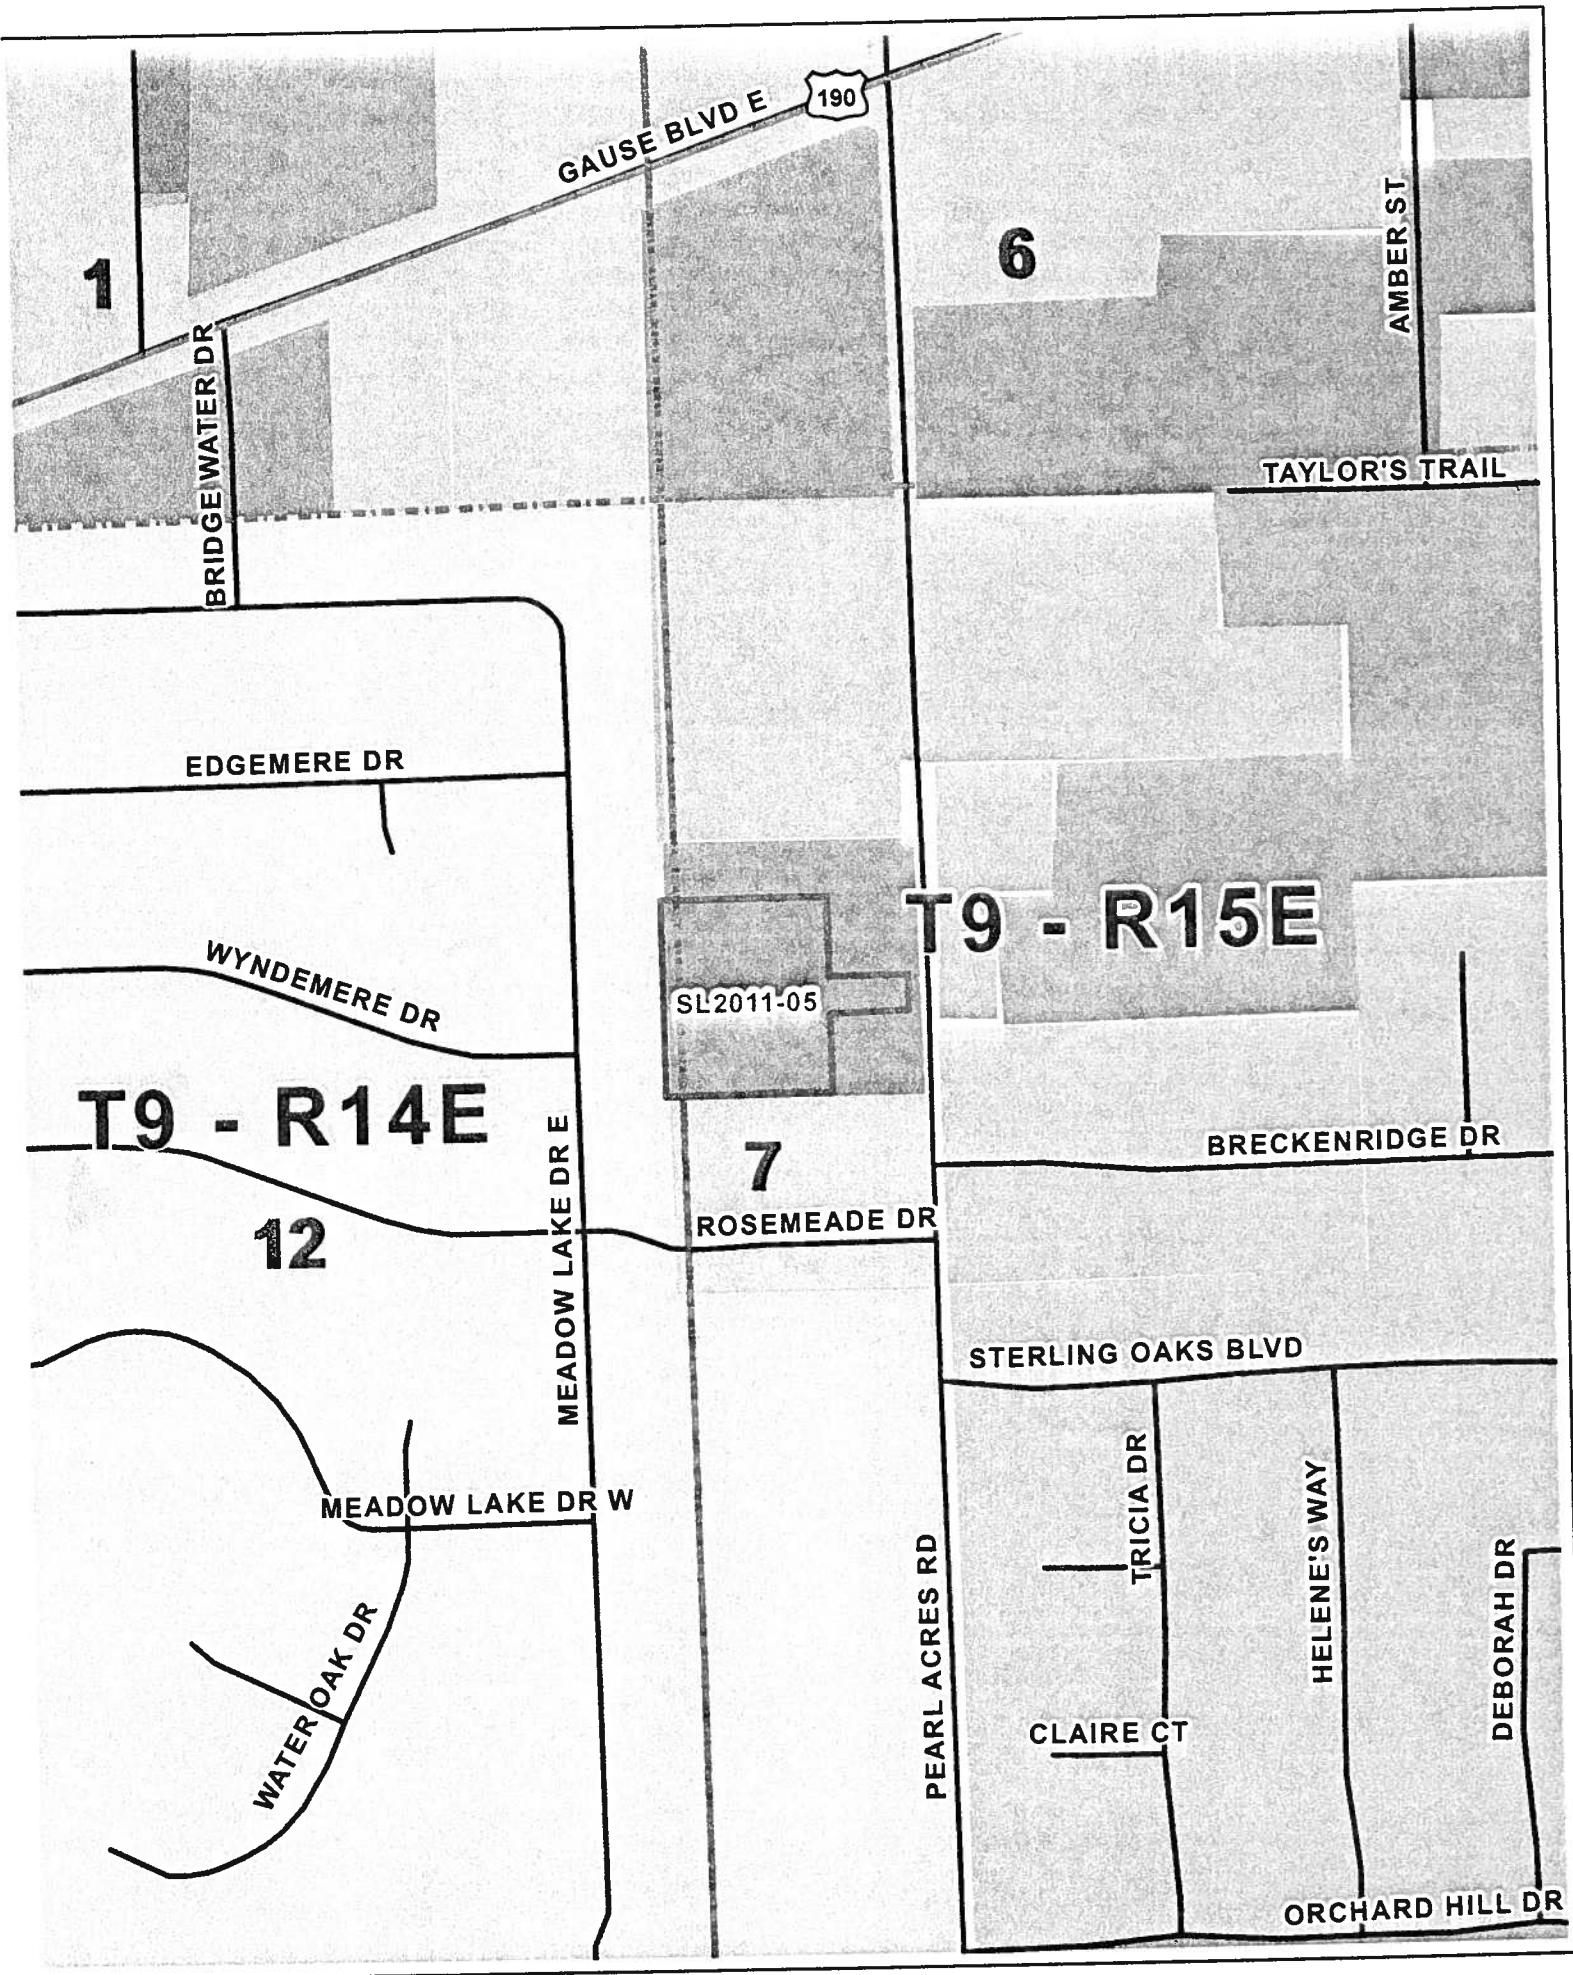 190
GAUSE BLVD E
1
6
AMBER ST
BRIDGEWATER DR
TAYLOR'S TRAIL
EDGEMERE DR
T9 - R15E
WYNDEMERE DR
SL2011-05
T9 - R14E
MEADOW LAKE DR E
7
BRECKENRIDGE DR
ROSEMEADE DR
12
STERLING OAKS BLVD
MEADOW LAKE DR W
TRICIA DR
HELENE'S WAY
PEARL ACRES RD
DEBORAH DR
WATER OAK DR
CLAIRE CT
ORCHARD HILL DR